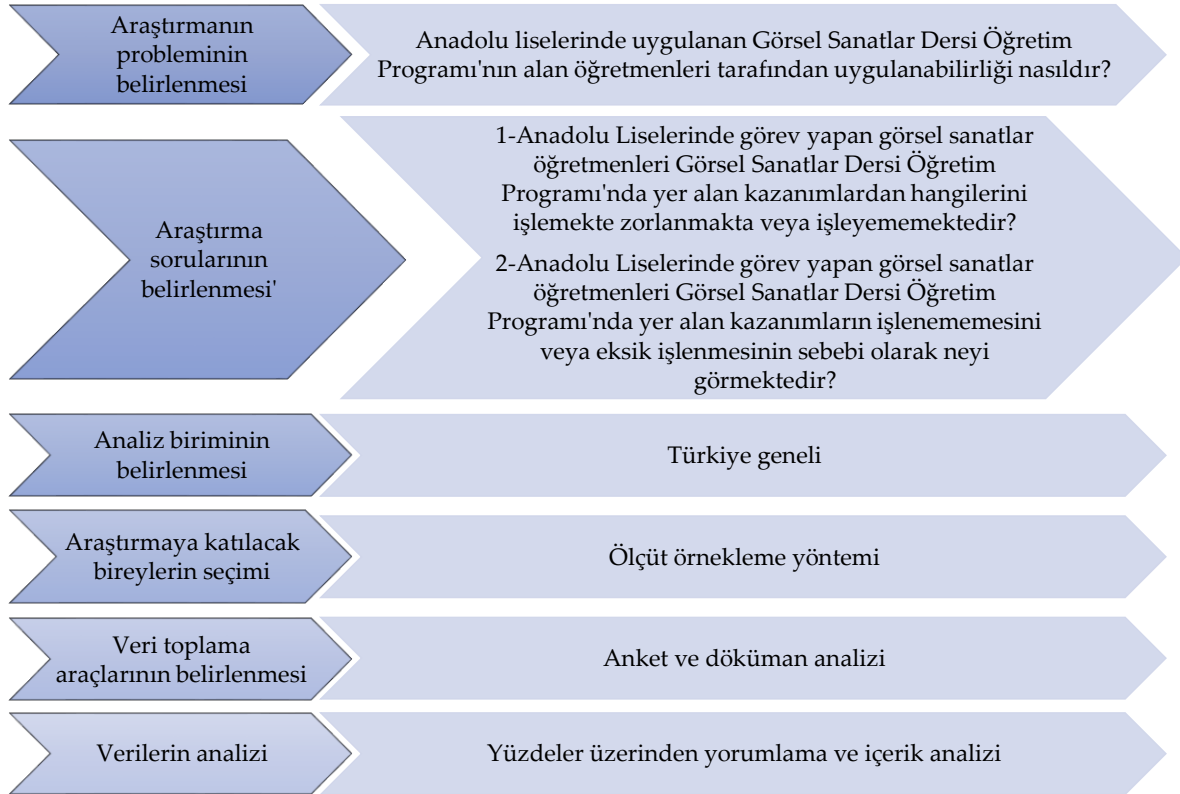 Araştırmanın
probleminin
belirlenmesi
Anadolu liselerinde uygulanan Görsel Sanatlar Dersi Öğretim
Programı'nın alan öğretmenleri tarafından uygulanabilirliği nasıldır?
Araştırma
sorularının
belirlenmesi'
1-Anadolu Liselerinde görev yapan görsel sanatlar
öğretmenleri Görsel Sanatlar Dersi Öğretim
Programı'nda yer alan kazanımlardan hangilerini
işlemekte zorlanmakta veya işleyememektedir?
2-Anadolu Liselerinde görev yapan görsel sanatlar
öğretmenleri Görsel Sanatlar Dersi Öğretim
Programı'nda yer alan kazanımların işlenememesini
veya eksik işlenmesinin sebebi olarak neyi
görmektedir?
Analiz biriminin
belirlenmesi
Türkiye geneli
Araştırmaya katılacak
bireylerin seçimi
Ölçüt örnekleme yöntemi
Veri toplama
araçlarının belirlenmesi
Anket ve döküman analizi
Verilerin analizi
Yüzdeler üzerinden yorumlama ve içerik analizi